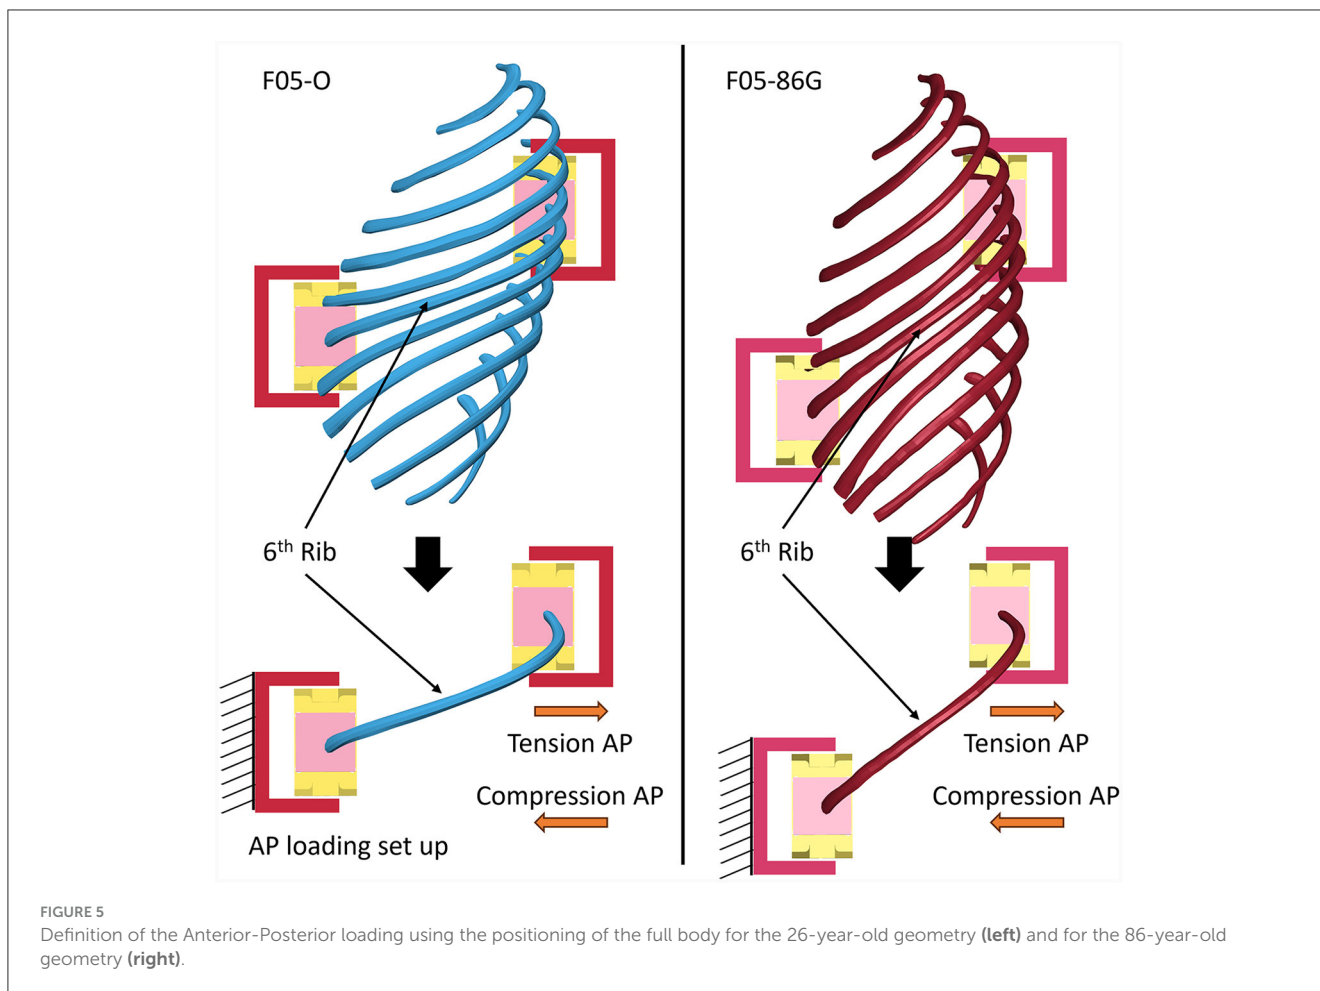 F05-O
F05-86G
6th Rib
6th Rib
Tension AP
Tension AP
Compression AP
Compression AP
AP loading set up
FIGURE 5
Definition of the Anterior-Posterior loading using the positioning of the full body for the 26-year-old geometry (left) and for the 86-year-old
geometry (right).